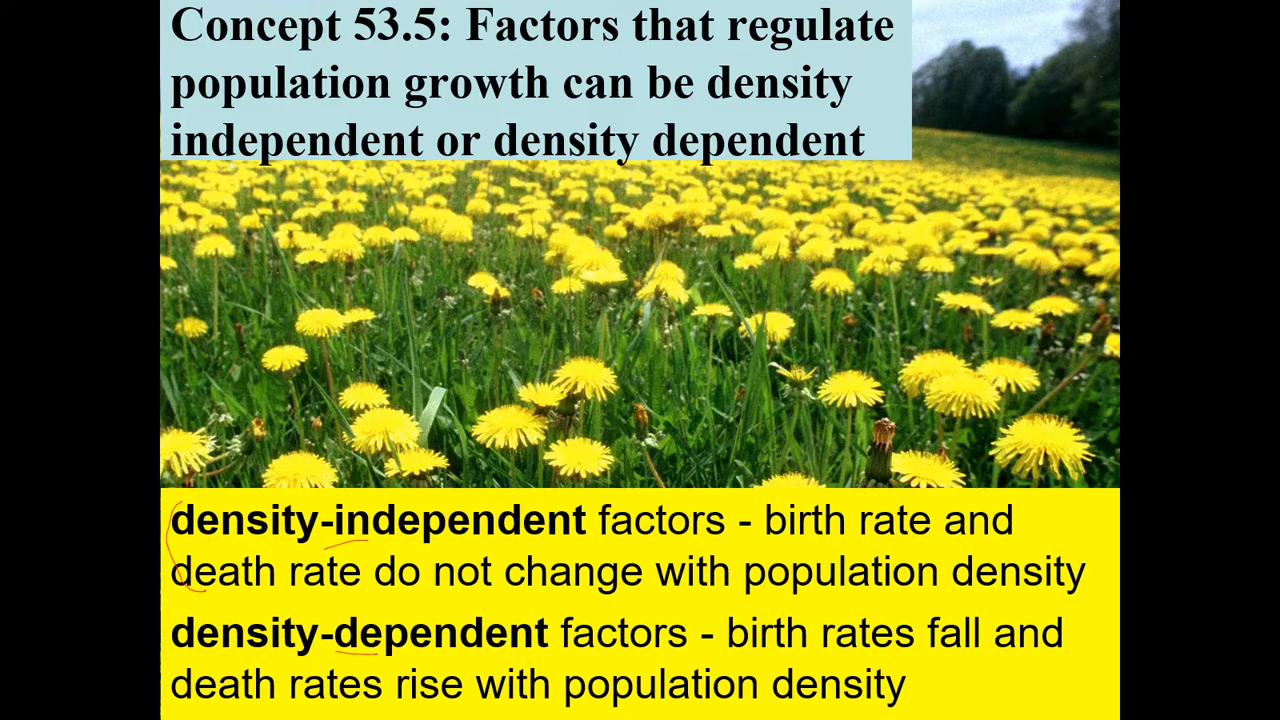 Concept 53.5: Factors that regulate
population growth can be density
independent or density dependent
density-independent factors - birth rate and
death rate do not change with population density
density-dependent factors - birth rates fall and
death rates rise with population density